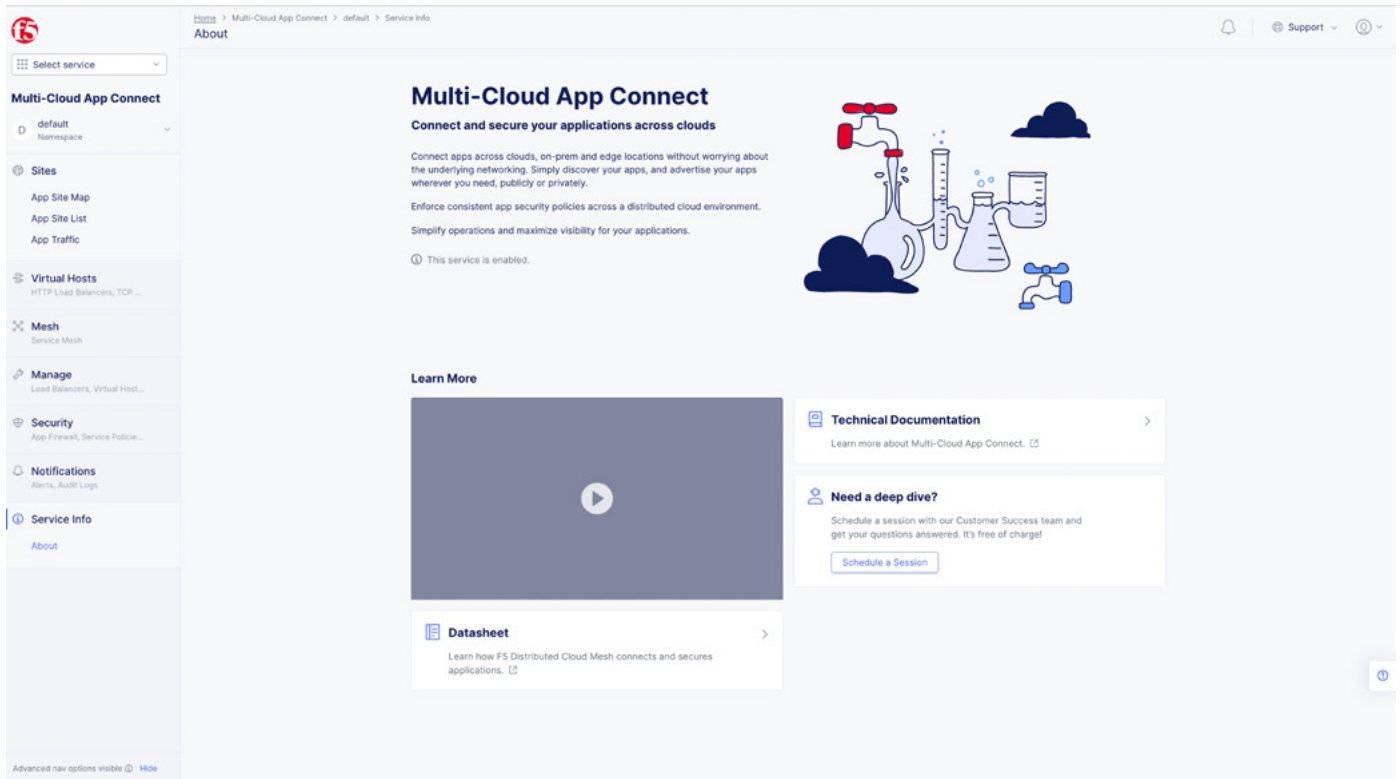 f5
Home > Multi-Cloud App Connect > default > Service Info
About
Support
Select service
Multi-Cloud App Connect
D
default
Namespace
Sites
App Site Map
App Site List
App Traffic
Virtual Hosts
HTTP Load Balancers, TCP ...
Mesh
Service Mesh
Manage
Load Balancers, Virtual Host...
Security
App Firewall, Service Policie...
Notifications
Alerts, Audit Logs
Service Info
About
Advanced nav options visible Hide
Multi-Cloud App Connect
Connect and secure your applications across clouds
Connect apps across clouds, on-prem and edge locations without worrying about
the underlying networking. Simply discover your apps, and advertise your apps
wherever you need, publicly or privately.
Enforce consistent app security policies across a distributed cloud environment.
Simplify operations and maximize visibility for your applications.
This service is enabled.
Learn More
Technical Documentation
Learn more about Multi-Cloud App Connect.
Need a deep dive?
Schedule a session with our Customer Success team and
get your questions answered. It's free of charge!
Schedule a Session
Datasheet
Learn how F5 Distributed Cloud Mesh connects and secures
applications.